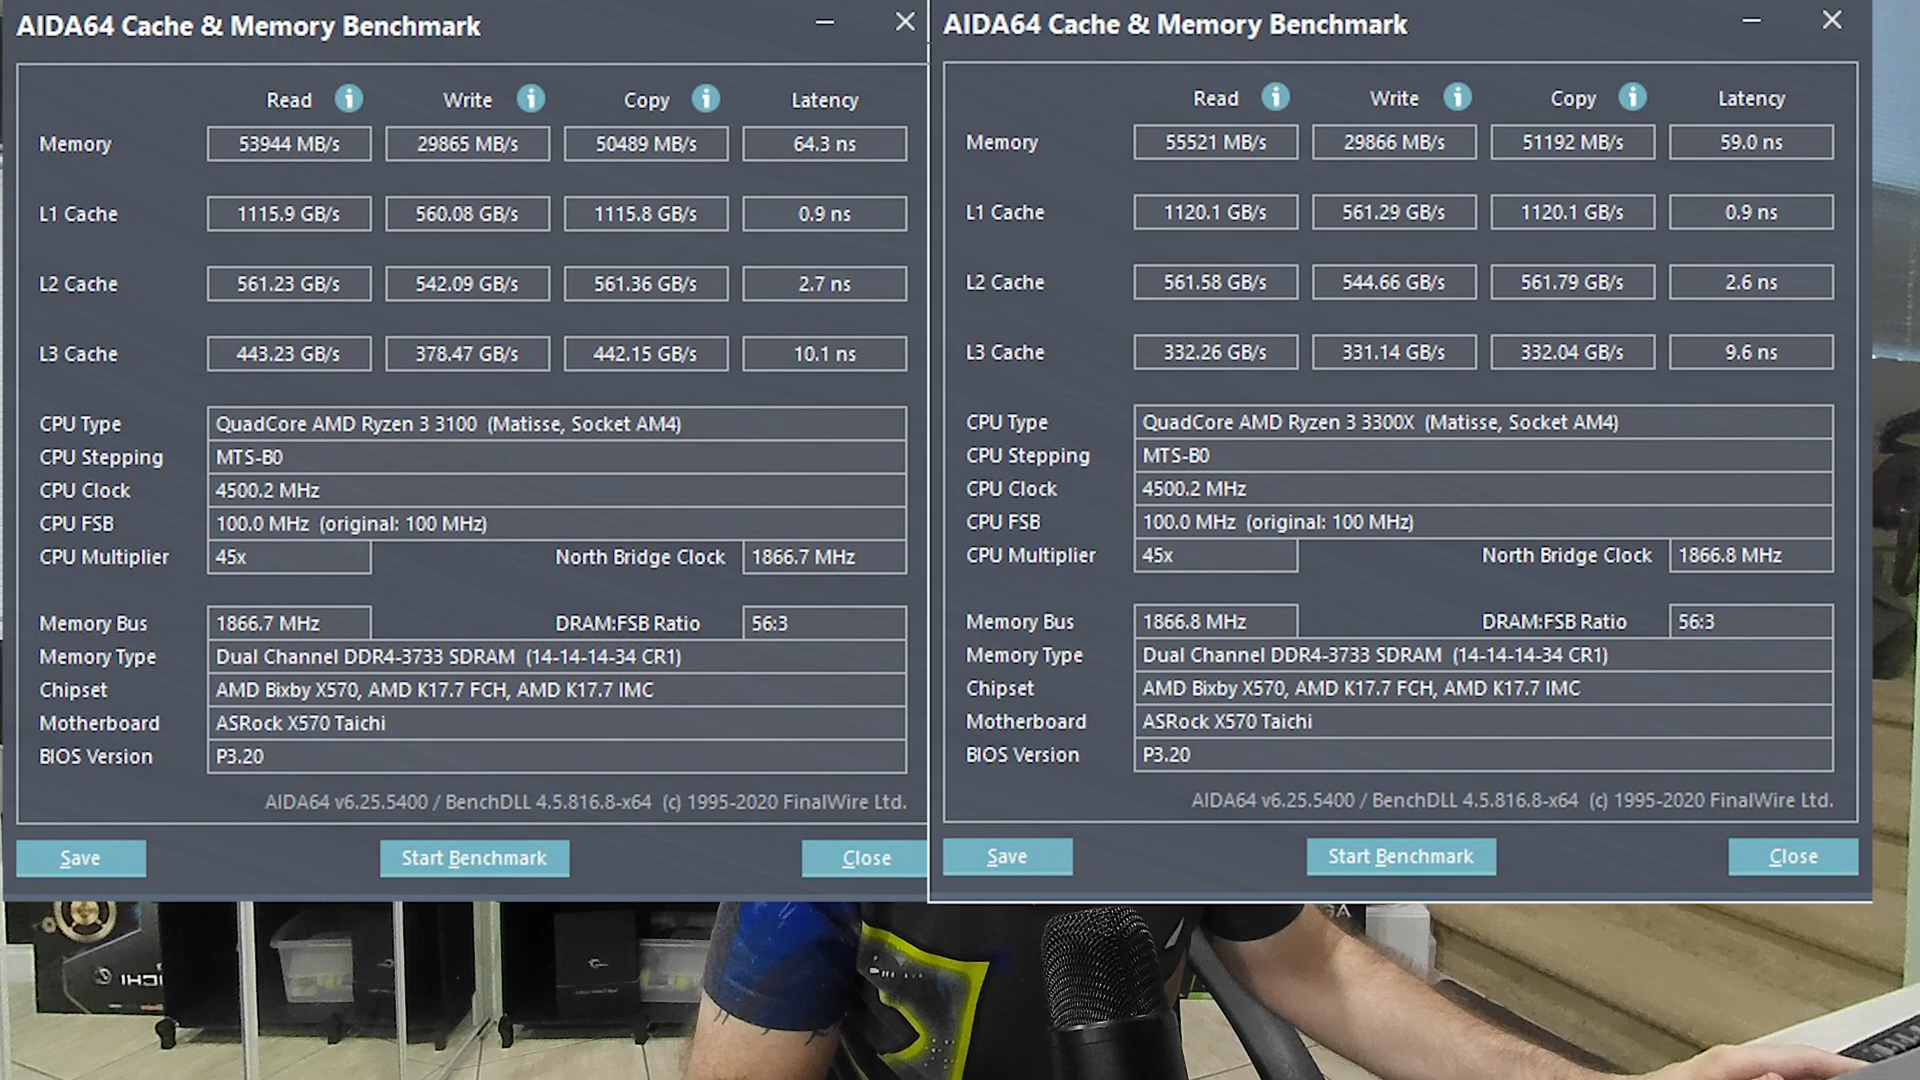 AIDA64 Cache & Memory Benchmark
Read Write Copy Latency
Memory 53944 MB/s 29865 MB/s 50489 MB/s 64.3 ns
L1 Cache 1115.9 GB/s 560.08 GB/s 1115.8 GB/s 0.9 ns
L2 Cache 561.23 GB/s 542.09 GB/s 561.36 GB/s 2.7 ns
L3 Cache 443.23 GB/s 378.47 GB/s 442.15 GB/s 10.1 ns
CPU Type QuadCore AMD Ryzen 3 3100 (Matisse, Socket AM4)
CPU Stepping MTS-B0
CPU Clock 4500.2 MHz
CPU FSB 100.0 MHz (original: 100 MHz)
CPU Multiplier 45x North Bridge Clock 1866.7 MHz
Memory Bus 1866.7 MHz DRAM:FSB Ratio 56:3
Memory Type Dual Channel DDR4-3733 SDRAM (14-14-14-34 CR1)
Chipset AMD Bixby X570, AMD K17.7 FCH, AMD K17.7 IMC
Motherboard ASRock X570 Taichi
BIOS Version P3.20
AIDA64 v6.25.5400 / BenchDLL 4.5.816.8-x64 (c) 1995-2020 FinalWire Ltd.
Save Start Benchmark Close
AIDA64 Cache & Memory Benchmark
Read Write Copy Latency
Memory 55521 MB/s 29866 MB/s 51192 MB/s 59.0 ns
L1 Cache 1120.1 GB/s 561.29 GB/s 1120.1 GB/s 0.9 ns
L2 Cache 561.58 GB/s 544.66 GB/s 561.79 GB/s 2.6 ns
L3 Cache 332.26 GB/s 331.14 GB/s 332.04 GB/s 9.6 ns
CPU Type QuadCore AMD Ryzen 3 3300X (Matisse, Socket AM4)
CPU Stepping MTS-B0
CPU Clock 4500.2 MHz
CPU FSB 100.0 MHz (original: 100 MHz)
CPU Multiplier 45x North Bridge Clock 1866.8 MHz
Memory Bus 1866.8 MHz DRAM:FSB Ratio 56:3
Memory Type Dual Channel DDR4-3733 SDRAM (14-14-14-34 CR1)
Chipset AMD Bixby X570, AMD K17.7 FCH, AMD K17.7 IMC
Motherboard ASRock X570 Taichi
BIOS Version P3.20
AIDA64 v6.25.5400 / BenchDLL 4.5.816.8-x64 (c) 1995-2020 FinalWire Ltd.
Save Start Benchmark Close